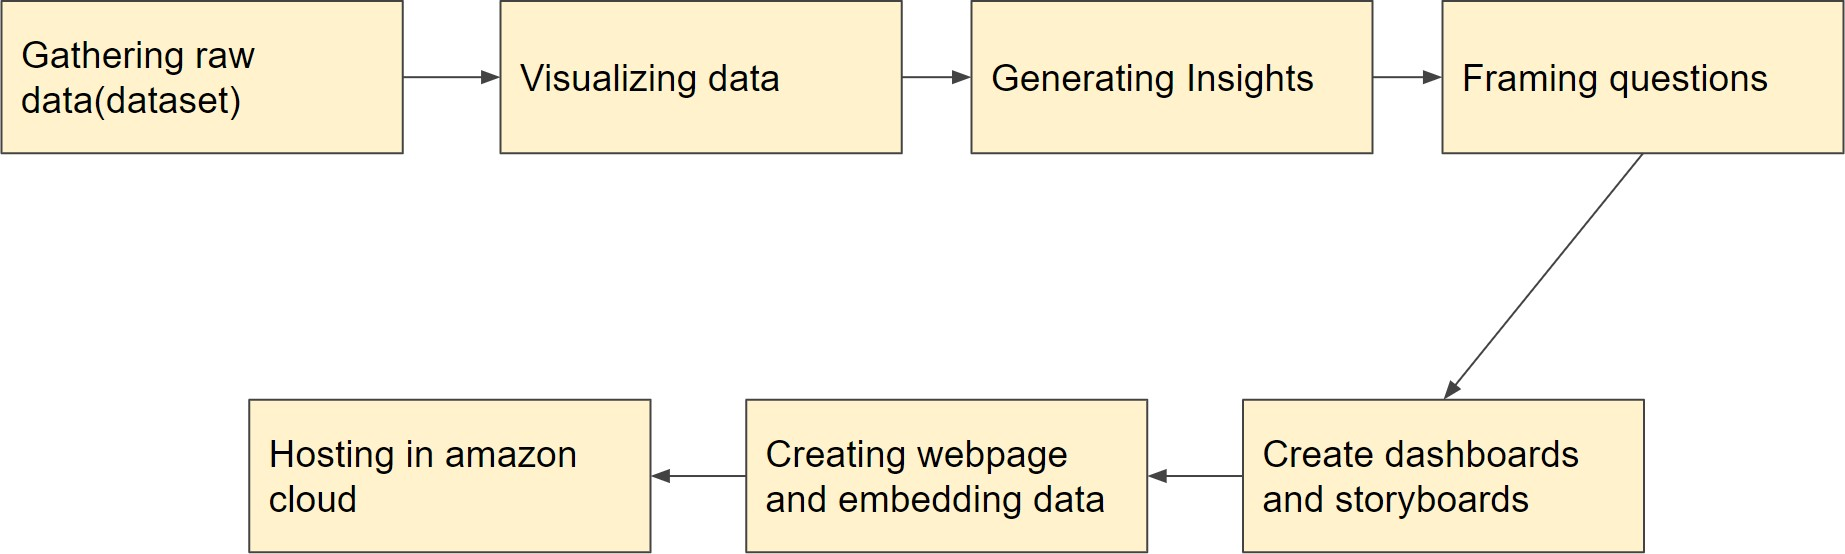 Gathering raw
data(dataset)
Visualizing data
Generating Insights
Framing questions
Create dashboards
and storyboards
Creating webpage
and embedding data
Hosting in amazon
cloud